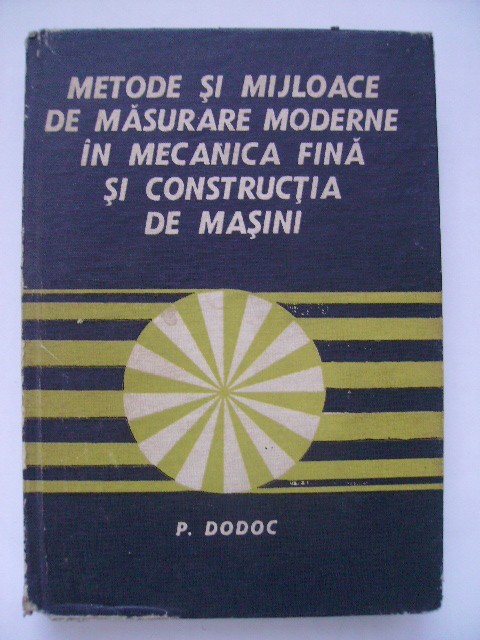 METODE ŞI MIJLOACE
DE MĂSURARE MODERNE
ÎN MECANICA FINĂ
ŞI CONSTRUCŢIA
DE MAŞINI
P. DODOC